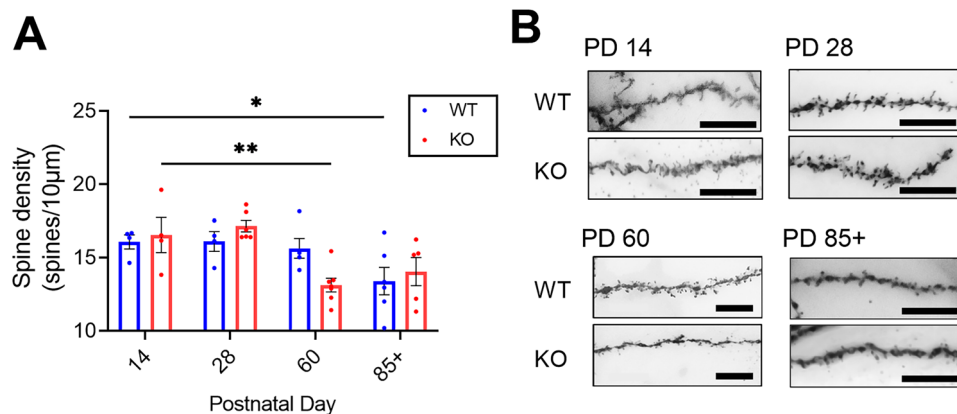 A
Spine density
(spines/10µm)
25
20
15
10
*
**
WT
KO
14
28
60
85+
Postnatal Day
B
PD 14
PD 28
WT
KO
PD 60
PD 85+
WT
KO